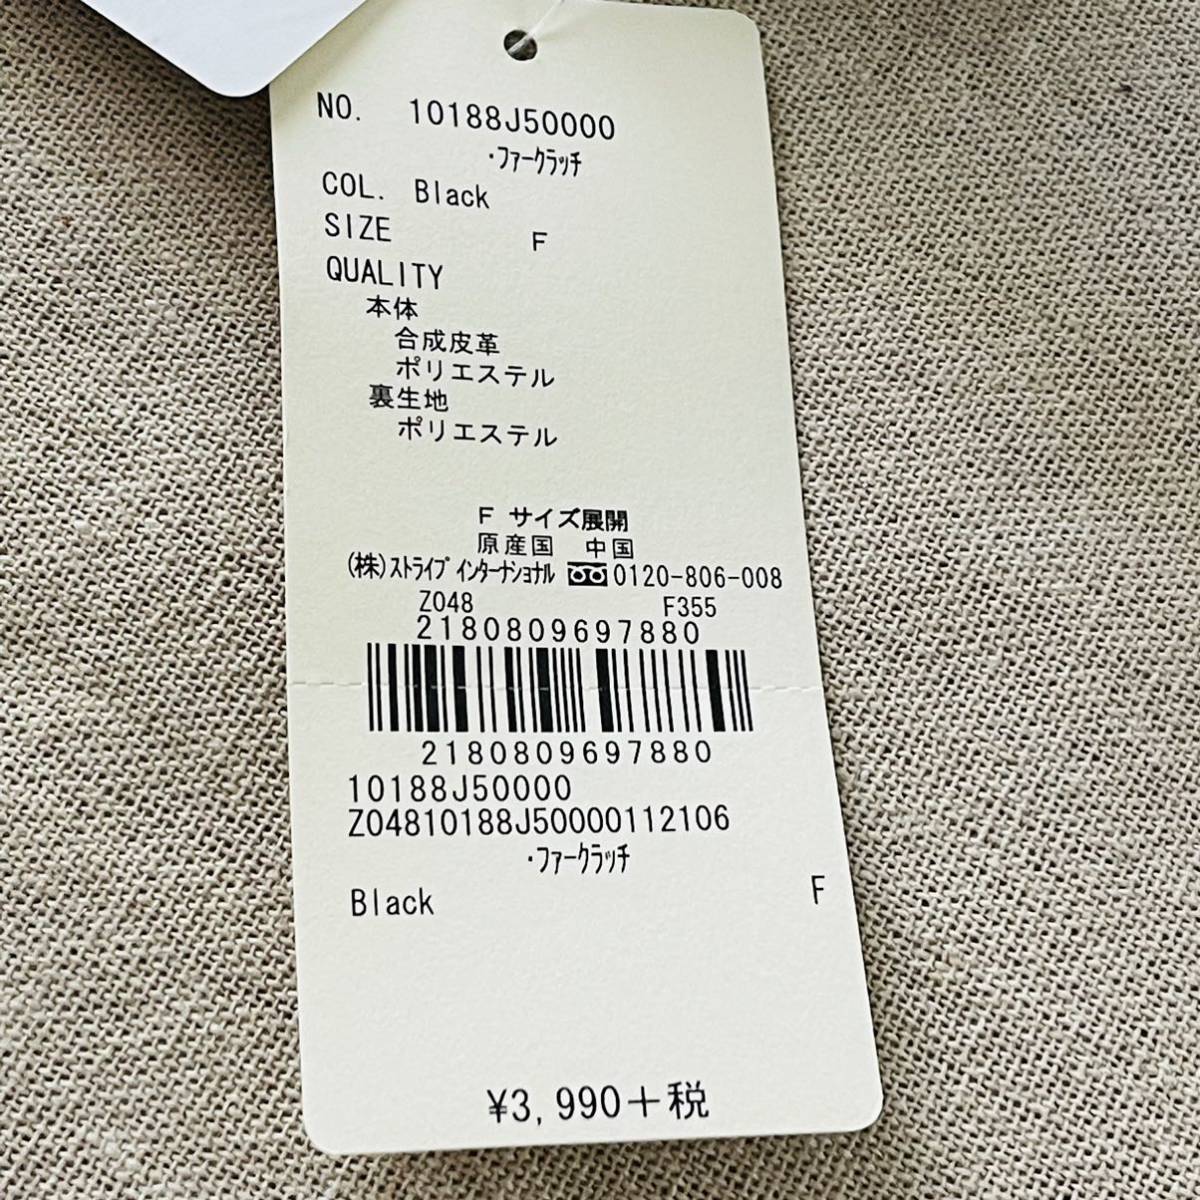 NO. 10188J50000
・ファークラッチ
COL. Black
SIZE F
QUALITY
本体
合成皮革
ポリエステル
裏生地
ポリエステル
F サイズ展開
原産国 中国
(株)ストライプインターナショナル 0120-806-008
Z048 F355
2180809697880
2180809697880
10188J50000
Z04810188J50000112106
・ファークラッチ
Black F
¥3,990+税